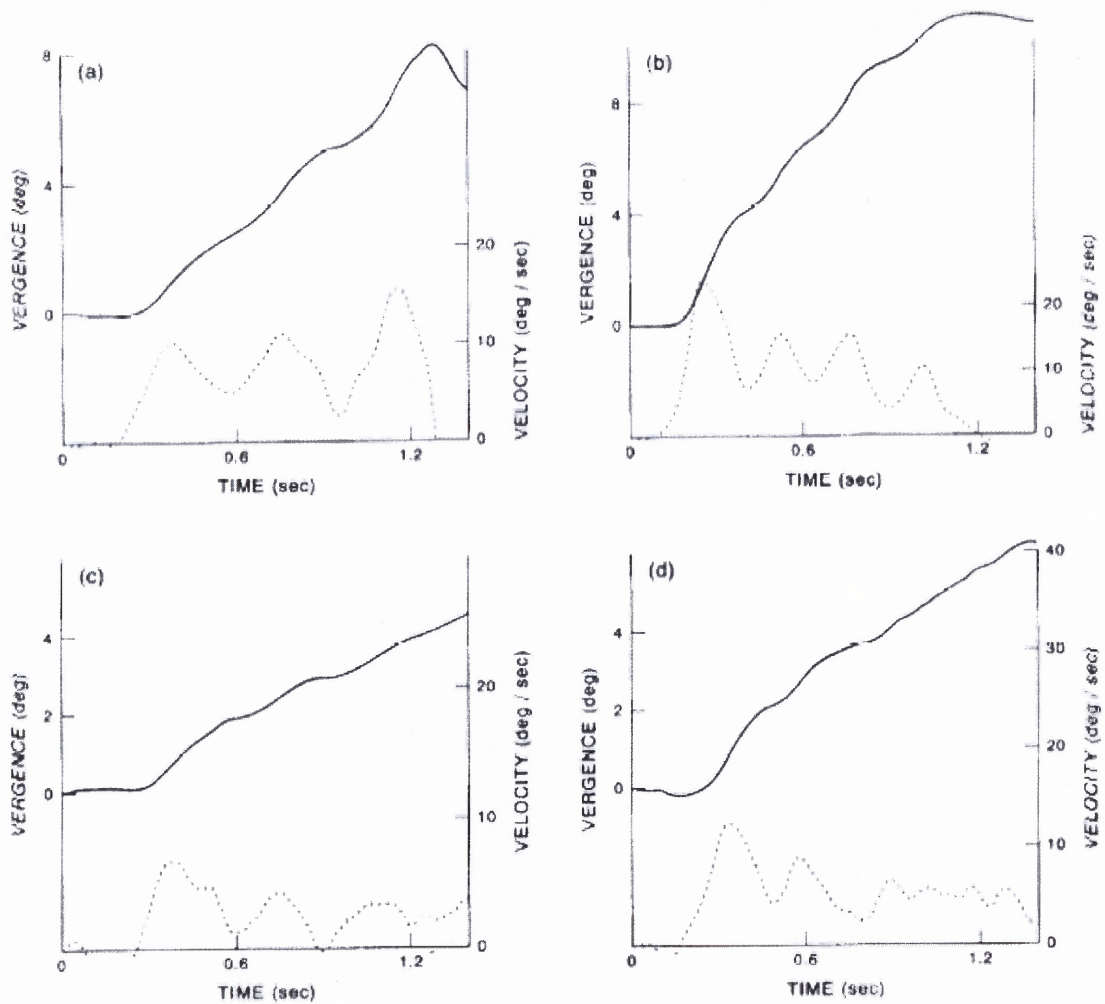 (a)
8
4
0
VERGENCE (deg)
20
10
0
VELOCITY (deg / sec)
0
0.6
1.2
TIME (sec)
(b)
8
4
0
VERGENCE (deg)
20
10
0
VELOCITY (deg / sec)
0
0.6
1.2
TIME (sec)
(c)
4
2
0
VERGENCE (deg)
20
10
0
VELOCITY (deg / sec)
0
0.6
1.2
TIME (sec)
(d)
4
2
0
VERGENCE (deg)
40
30
20
10
0
VELOCITY (deg / sec)
0
0.6
1.2
TIME (sec)